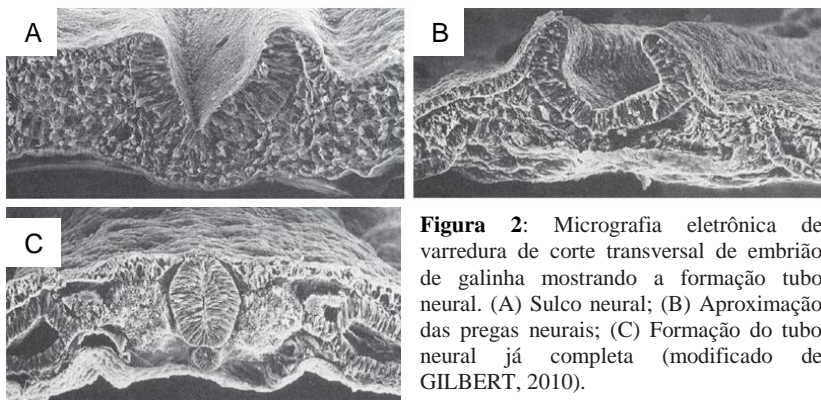 A
B
C
Figura 2: Micrografia eletrônica de
varredura de corte transversal de embrião
de galinha mostrando a formação tubo
neural. (A) Sulco neural; (B) Aproximação
das pregas neurais; (C) Formação do tubo
neural já completa (modificado de
GILBERT, 2010).